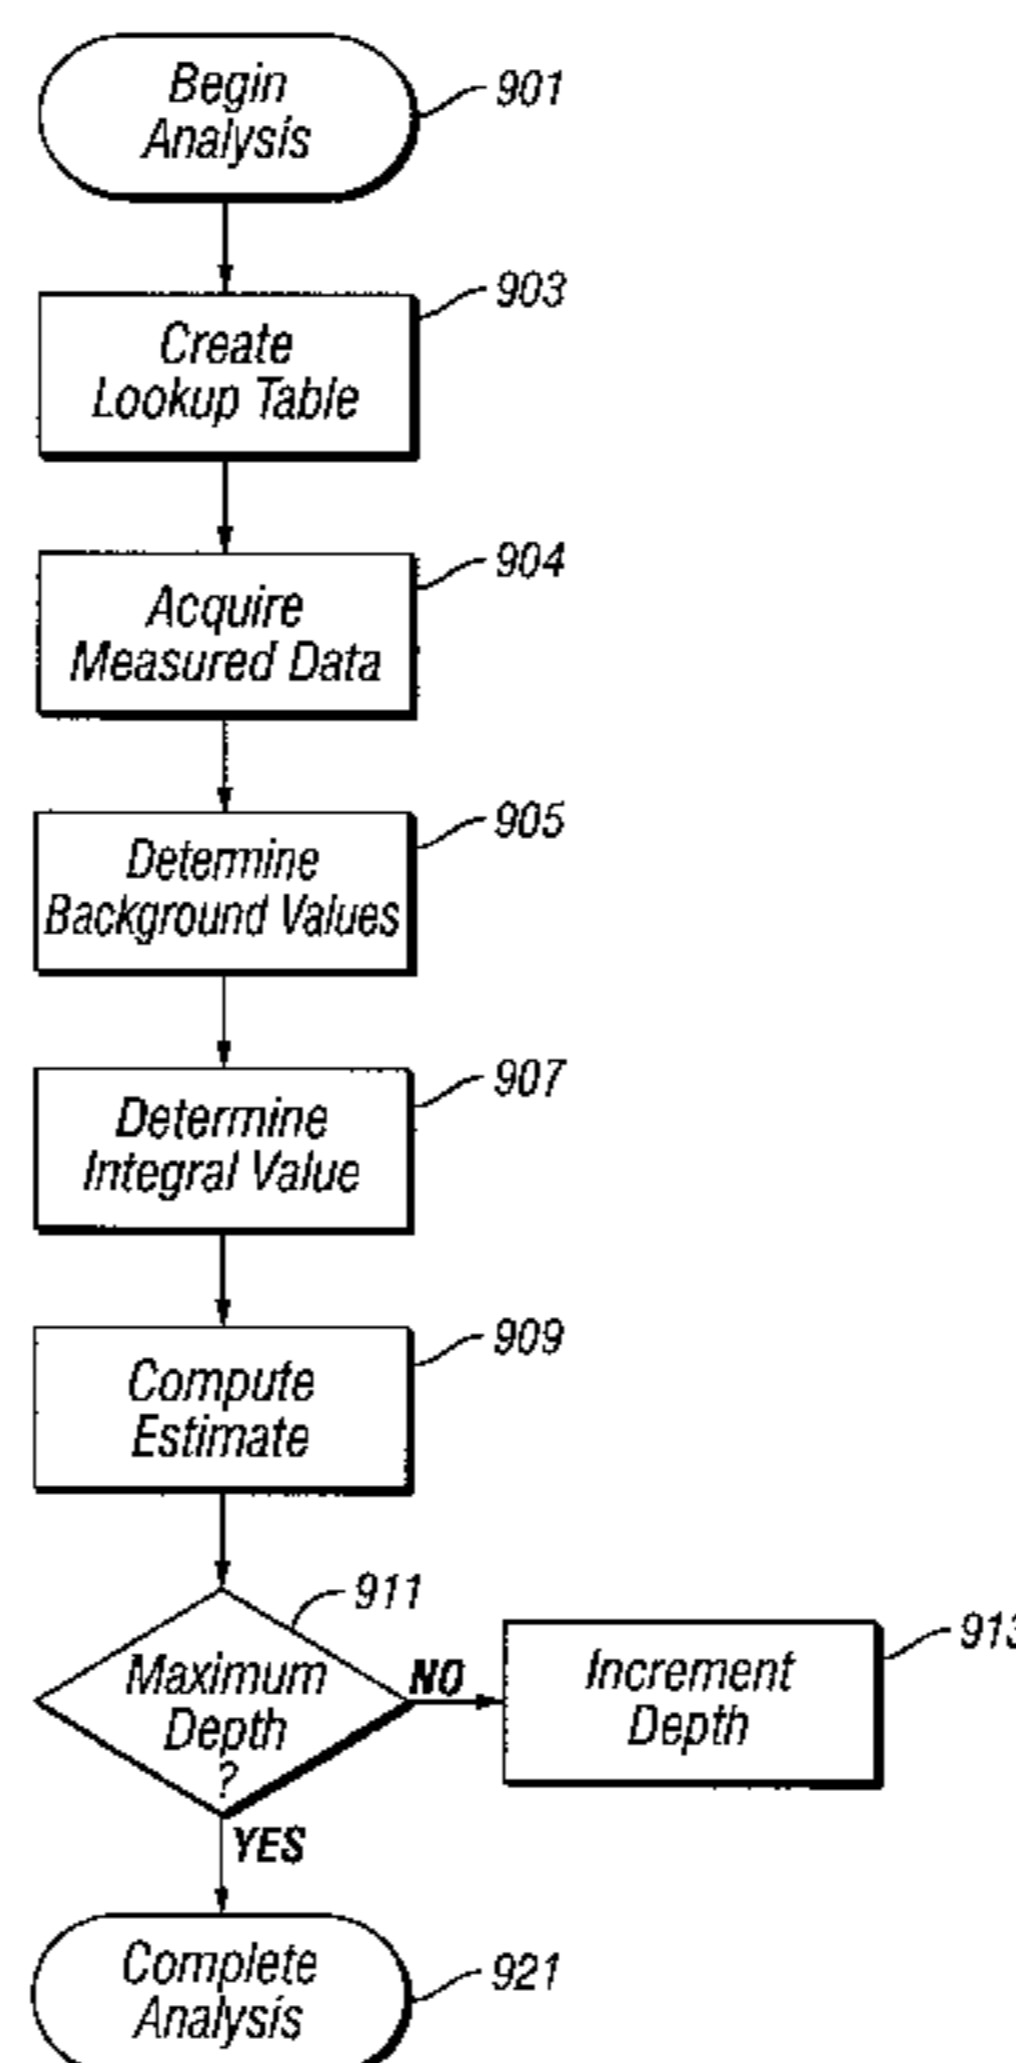 Begin
Analysis
901
Create
Lookup Table
903
Acquire
Measured Data
904
Determine
Background Values
905
Determine
Integral Value
907
Compute
Estimate
909
Maximum
Depth
?
911
NO
Increment
Depth
913
YES
Complete
Analysis
921